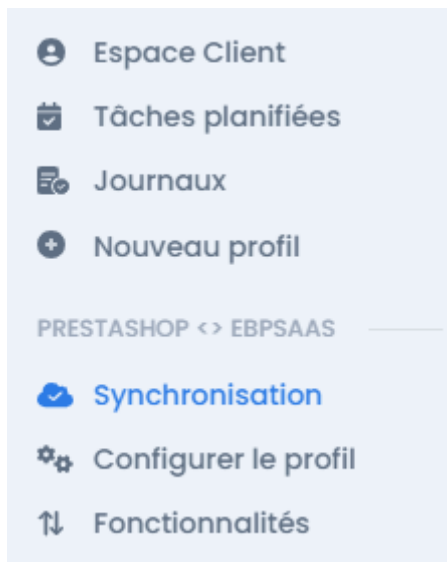 Espace Client
Tâches planifiées
Journaux
Nouveau profil
PRESTASHOP <> EBPSAAS
Synchronisation
Configurer le profil
Fonctionnalités